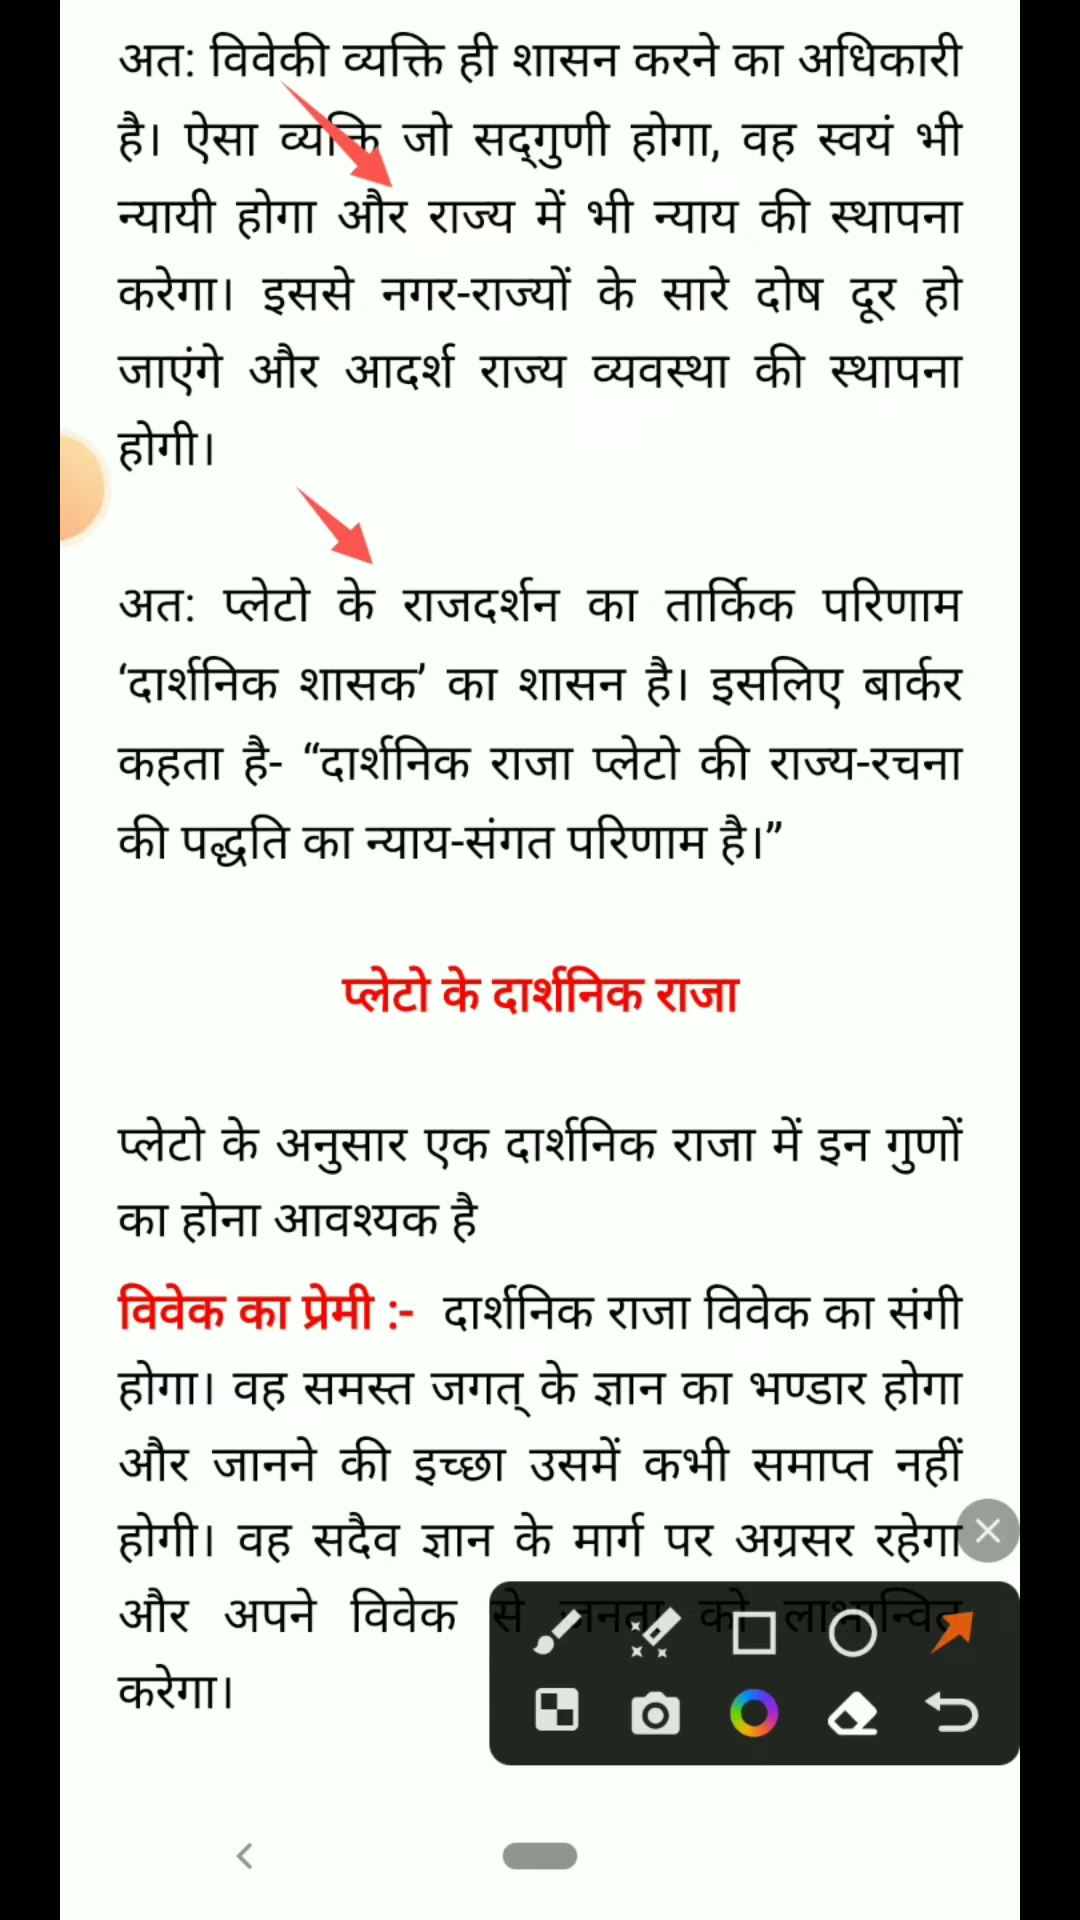 अत: विवेकी व्यक्ति ही शासन करने का अधिकारी
है। ऐसा व्यक्ति जो सद्‌गुणी होगा, वह स्वयं भी
न्यायी होगा और राज्य में भी न्याय की स्थापना
करेगा। इससे नगर-राज्यों के सारे दोष दूर हो
जाएंगे और आदर्श राज्य व्यवस्था की स्थापना
होगी।
अत: प्लेटो के राजदर्शन का तार्किक परिणाम
‘दार्शनिक शासक’ का शासन है। इसलिए बार्कर
कहता है- “दार्शनिक राजा प्लेटो की राज्य-रचना
की पद्धति का न्याय-संगत परिणाम है।”
प्लेटो के दार्शनिक राजा
प्लेटो के अनुसार एक दार्शनिक राजा में इन गुणों
का होना आवश्यक है
विवेक का प्रेमी :- दार्शनिक राजा विवेक का संगी
होगा। वह समस्त जगत् के ज्ञान का भण्डार होगा
और जानने की इच्छा उसमें कभी समाप्त नहीं
होगी। वह सदैव ज्ञान के मार्ग पर अग्रसर रहेगा
और अपने विवेक से जनता को लाभान्वित
करेगा।